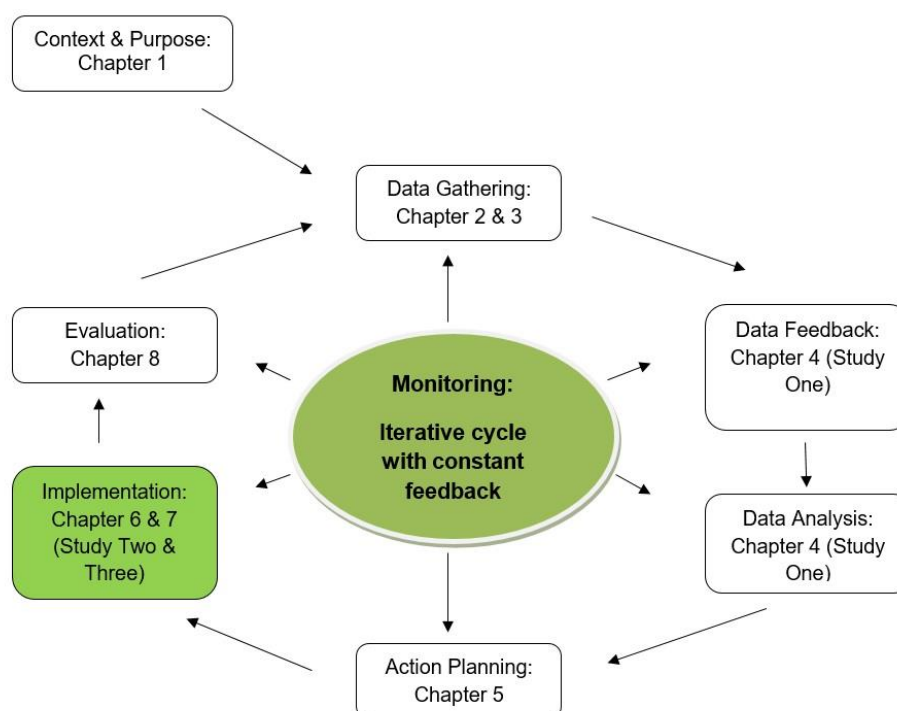 Context & Purpose:
Chapter 1
Data Gathering:
Chapter 2 & 3
Evaluation:
Chapter 8
Monitoring:
Iterative cycle
with constant
feedback
Data Feedback:
Chapter 4 (Study
One)
Implementation:
Chapter 6 & 7
(Study Two &
Three)
Data Analysis:
Chapter 4 (Study
One)
Action Planning:
Chapter 5